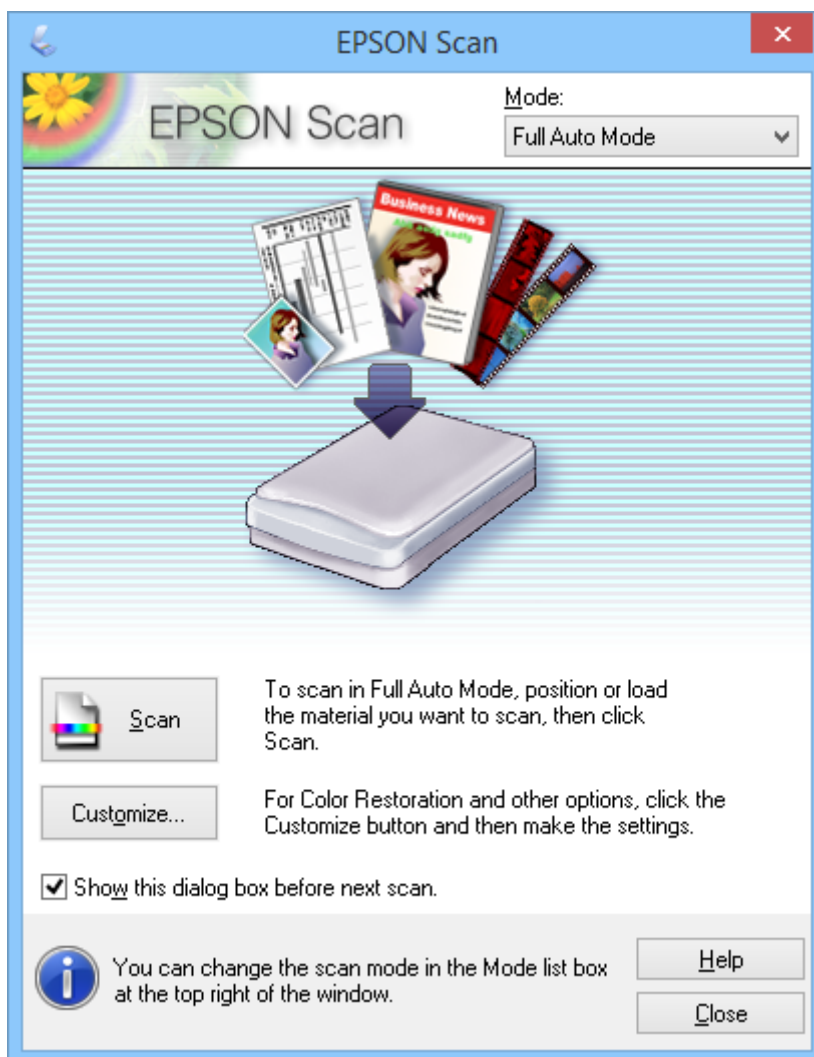 EPSON Scan
EPSON Scan
Mode:
Full Auto Mode
Business News
Scan
To scan in Full Auto Mode, position or load
the material you want to scan, then click
Scan.
Customize...
For Color Restoration and other options, click the
Customize button and then make the settings.
Show this dialog box before next scan.
You can change the scan mode in the Mode list box
at the top right of the window.
Help
Close